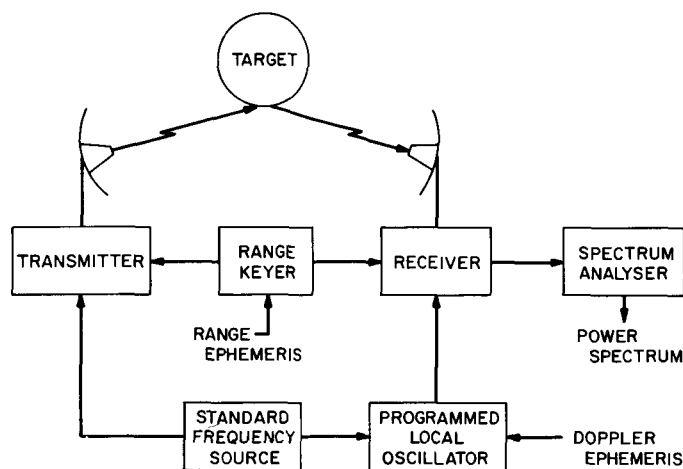 TARGET
TRANSMITTER
RANGE
KEYER
RECEIVER
SPECTRUM
ANALYSER
RANGE
EPHEMERIS
POWER
SPECTRUM
STANDARD
FREQUENCY
SOURCE
PROGRAMMED
LOCAL
OSCILLATOR
DOPPLER
EPHEMERIS